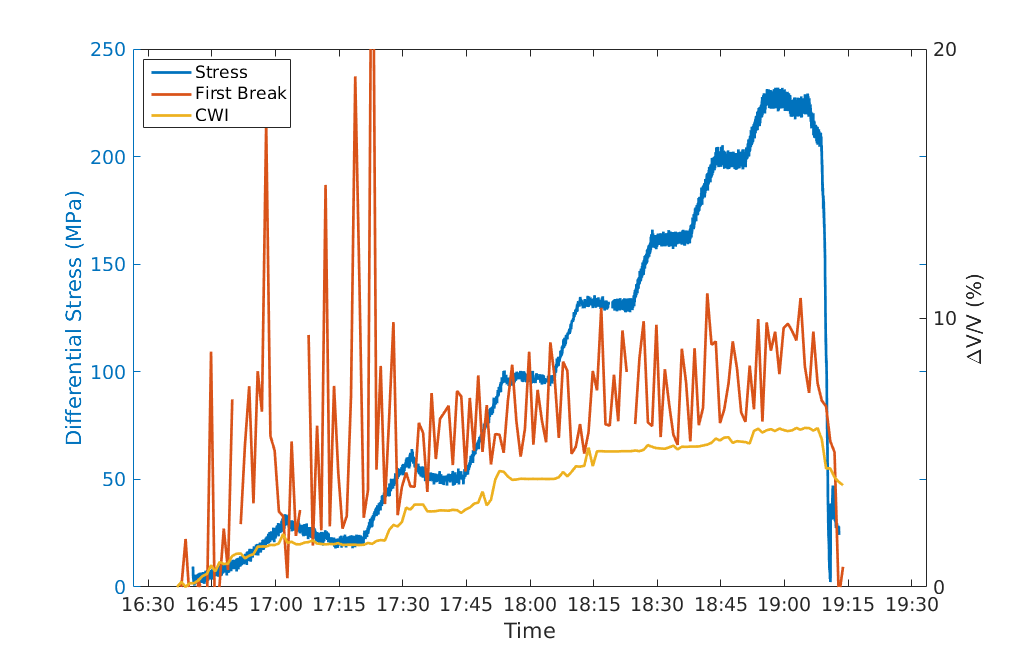 Stress
First Break
CWI
250
200
150
100
50
0
20
10
0
Differential Stress (MPa)
ΔV/V (%)
16:30 16:45 17:00 17:15 17:30 17:45 18:00 18:15 18:30 18:45 19:00 19:15 19:30
Time